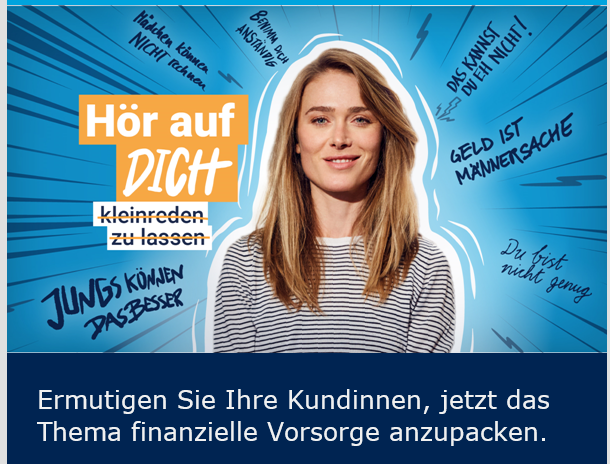 Mädchen können
NICHT rechnen
BENIMM DICH
ANSTÄNDIG
DAS KANNST
DU EH NICHT!
Hör auf
DICH
kleinreden
zu lassen
GELD IST
MÄNNERSACHE
JUNGS KÖNNEN
DAS BESSER
Du bist
nicht genug
Ermutigen Sie Ihre Kundinnen, jetzt das
Thema finanzielle Vorsorge anzupacken.